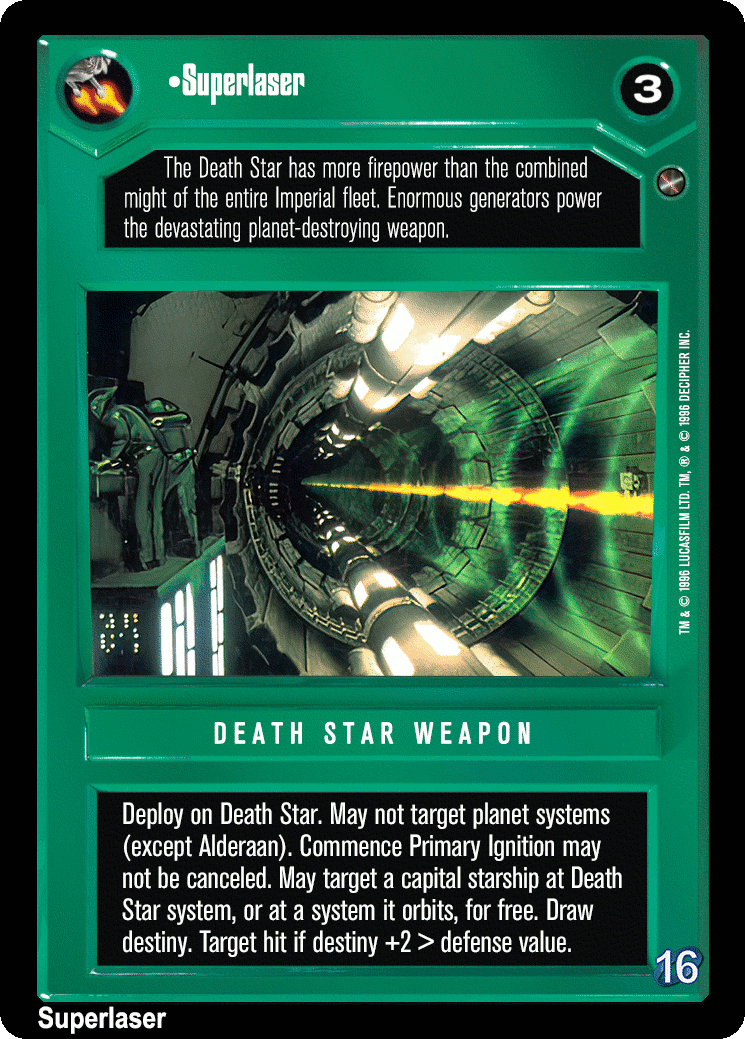 •Superlaser
3
The Death Star has more firepower than the combined
might of the entire Imperial fleet. Enormous generators power
the devastating planet-destroying weapon.
TM & © 1996 LUCASFILM LTD. TM, ® & © 1996 DECIPHER INC.
DEATH STAR WEAPON
Deploy on Death Star. May not target planet systems
(except Alderaan). Commence Primary Ignition may
not be canceled. May target a capital starship at Death
Star system, or at a system it orbits, for free. Draw
destiny. Target hit if destiny +2 > defense value.
16
Superlaser